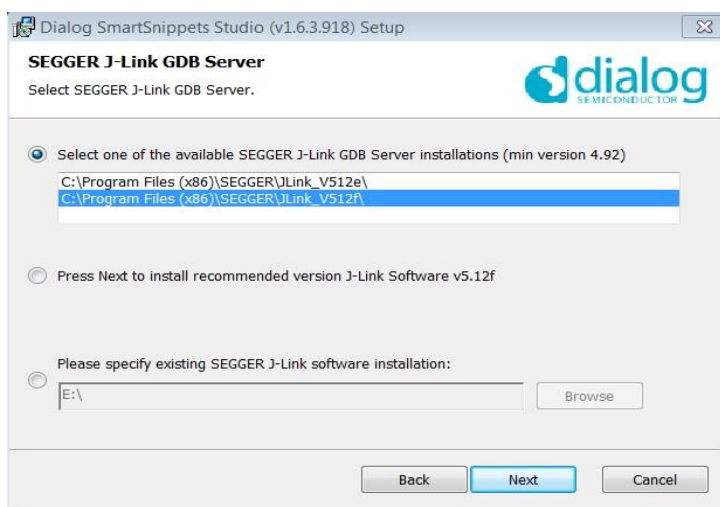 Dialog SmartSnippets Studio (v1.6.3.918) Setup
SEGGER J-Link GDB Server
Select SEGGER J-Link GDB Server.
dialog
SEMICONDUCTOR
Select one of the available SEGGER J-Link GDB Server installations (min version 4.92)
C:\Program Files (x86)\SEGGER\JLink_V512e\
C:\Program Files (x86)\SEGGER\JLink_V512f\
Press Next to install recommended version J-Link Software v5.12f
Please specify existing SEGGER J-Link software installation:
E:\
Browse
Back
Next
Cancel